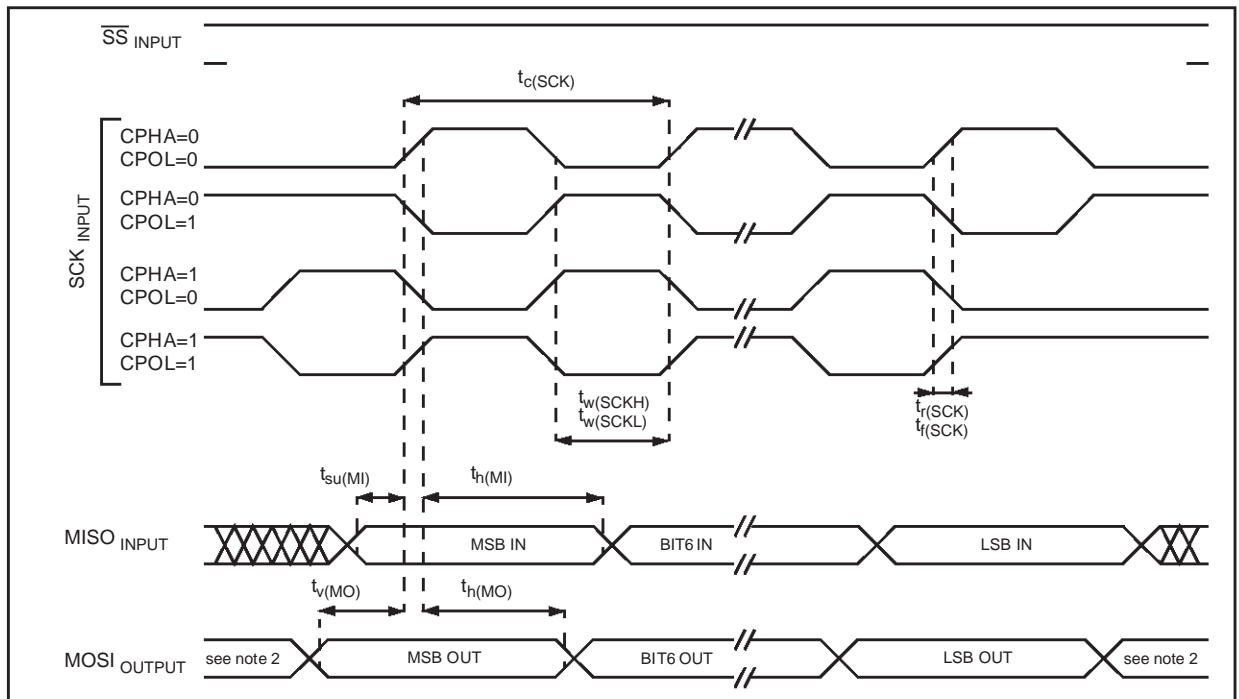 SS INPUT
tc(SCK)
SCK INPUT
CPHA=0
CPOL=0
CPHA=0
CPOL=1
CPHA=1
CPOL=0
CPHA=1
CPOL=1
tw(SCKH)
tw(SCKL)
tr(SCK)
tf(SCK)
tsu(MI)
th(MI)
MISO INPUT
MSB IN
BIT6 IN
LSB IN
tv(MO)
th(MO)
MOSI OUTPUT
see note 2
MSB OUT
BIT6 OUT
LSB OUT
see note 2